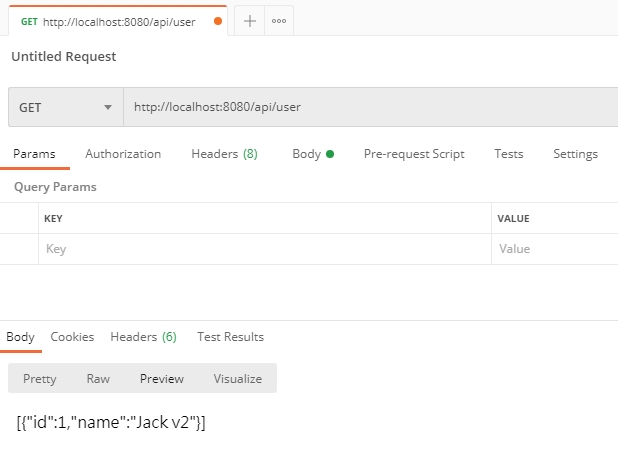 GET http://localhost:8080/api/user
Untitled Request
GET http://localhost:8080/api/user
Params Authorization Headers (8) Body Pre-request Script Tests Settings
Query Params
KEY VALUE
Key Value
Body Cookies Headers (6) Test Results
Pretty Raw Preview Visualize
[{"id":1,"name":"Jack v2"}]